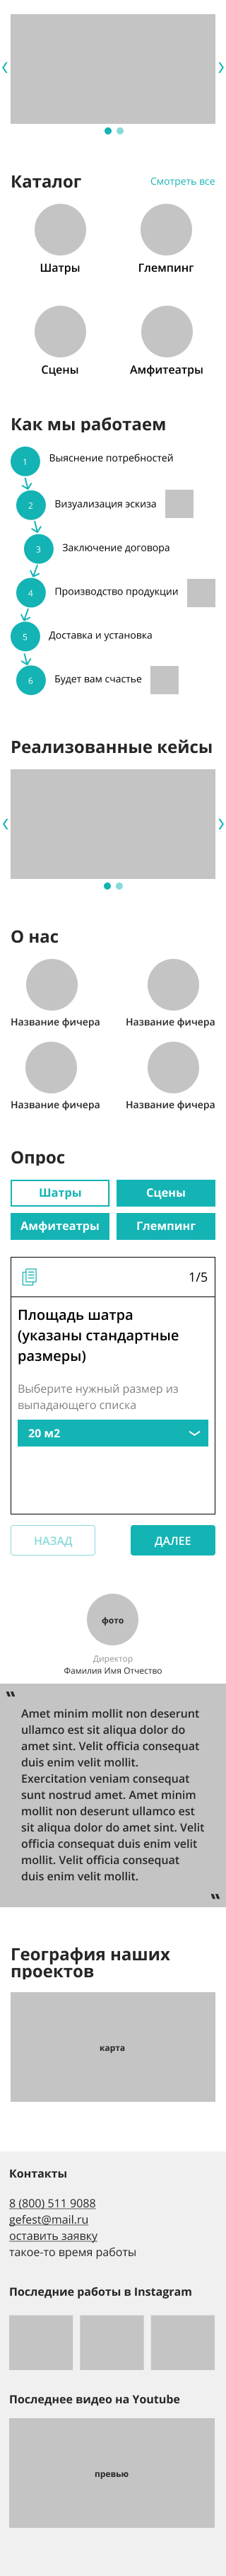 Каталог
Смотреть все
Шатры
Глемпинг
Сцены
Амфитеатры
Как мы работаем
1
Выяснение потребностей
2
Визуализация эскиза
3
Заключение договора
4
Производство продукции
5
Доставка и установка
6
Будет вам счастье
Реализованные кейсы
О нас
Название фичера
Название фичера
Название фичера
Название фичера
Опрос
Шатры
Сцены
Амфитеатры
Глемпинг
1/5
Площадь шатра
(указаны стандартные
размеры)
Выберите нужный размер из
выпадающего списка
20 м2
НАЗАД
ДАЛЕЕ
фото
Директор
Фамилия Имя Отчество
"
Amet minim mollit non deserunt
ullamco est sit aliqua dolor do
amet sint. Velit officia consequat
duis enim velit mollit.
Exercitation veniam consequat
sunt nostrud amet. Amet minim
mollit non deserunt ullamco est
sit aliqua dolor do amet sint. Velit
officia consequat duis enim velit
mollit. Velit officia consequat
duis enim velit mollit.
"
География наших
проектов
карта
Контакты
8 (800) 511 9088
gefest@mail.ru
оставить заявку
такое-то время работы
Последние работы в Instagram
Последнее видео на Youtube
превью